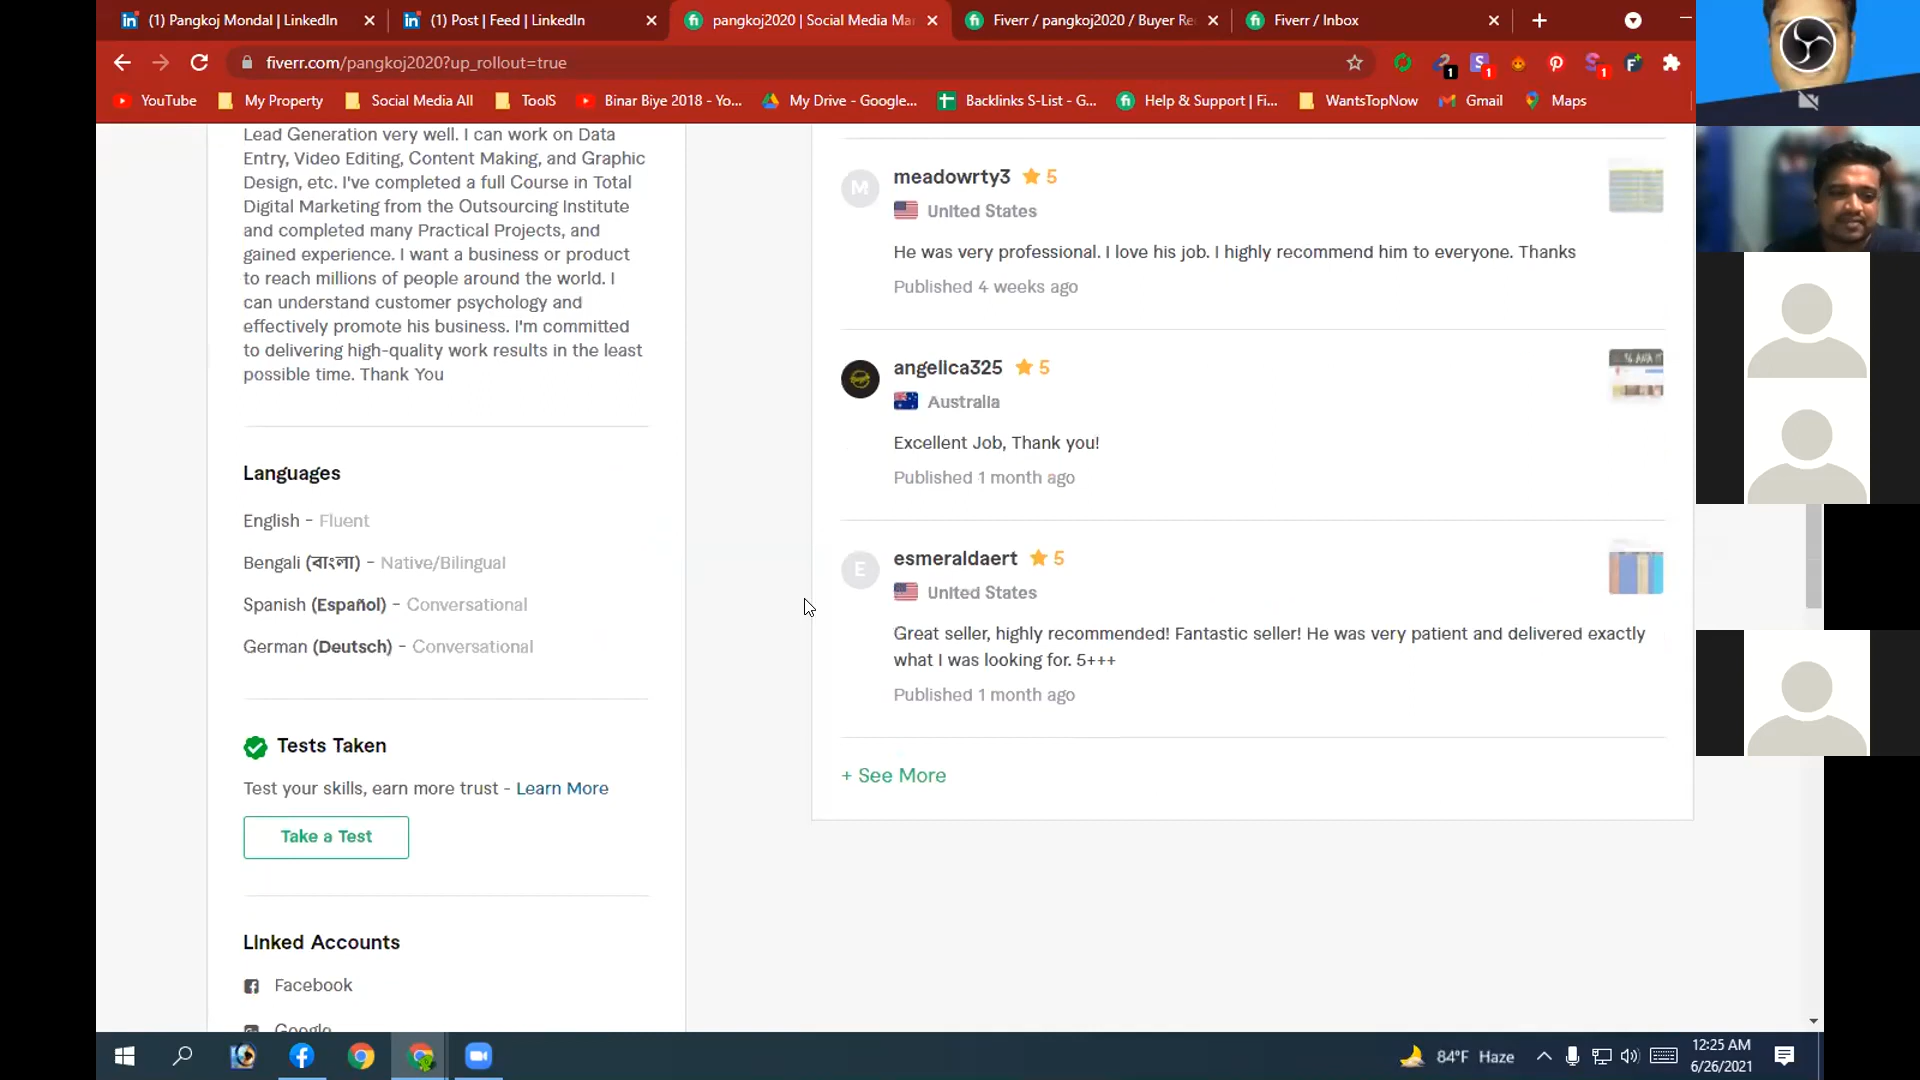 (1) Pangkoj Mondal | LinkedIn
(1) Post | Feed | LinkedIn
pangkoj2020 | Social Media Ma
Fiverr / pangkoj2020 / Buyer Re
Fiverr / Inbox
fiverr.com/pangkoj2020?up_rollout=true
1
1
1
YouTube
My Property
Social Media All
ToolS
Binar Biye 2018 - Yo...
My Drive - Google...
Backlinks S-List - G...
Help & Support | Fi...
WantsTopNow
Gmail
Maps
Lead Generation very well. I can work on Data
Entry, Video Editing, Content Making, and Graphic
Design, etc. I've completed a full Course in Total
Digital Marketing from the Outsourcing Institute
and completed many Practical Projects, and
gained experience. I want a business or product
to reach millions of people around the world. I
can understand customer psychology and
effectively promote his business. I'm committed
to delivering high-quality work results in the least
possible time. Thank You
Languages
English - Fluent
Bengali (বাংলা) - Native/Bilingual
Spanish (Español) - Conversational
German (Deutsch) - Conversational
Tests Taken
Test your skills, earn more trust - Learn More
Take a Test
Linked Accounts
Facebook
Google
M
meadowrty3 5
United States
He was very professional. I love his job. I highly recommend him to everyone. Thanks
Published 4 weeks ago
angelica325 5
Australia
Excellent Job, Thank you!
Published 1 month ago
E
esmeraldaert 5
United States
Great seller, highly recommended! Fantastic seller! He was very patient and delivered exactly
what I was looking for. 5+++
Published 1 month ago
+ See More
84°F Haze
12:25 AM
6/26/2021